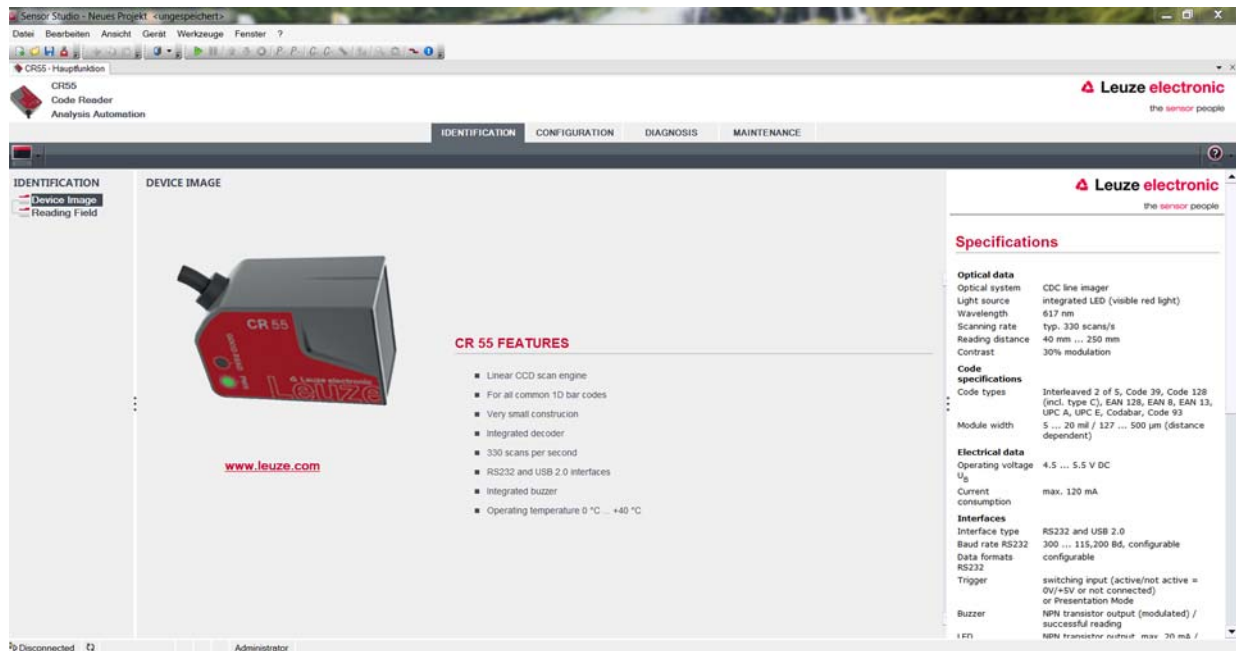 Sensor Studio - Neues Projekt <ungespeichert>
Datei Bearbeiten Ansicht Gerät Werkzeuge Fenster ?
CR55 - Hauptfunktion
CR55
Code Reader
Analysis Automation
Leuze electronic
the sensor people
IDENTIFICATION CONFIGURATION DIAGNOSIS MAINTENANCE
IDENTIFICATION
Device Image
Reading Field
DEVICE IMAGE
CR 55
PWR
Leuze electronic
Leuze
www.leuze.com
CR 55 FEATURES
Linear CCD scan engine
For all common 1D bar codes
Very small construcion
Integrated decoder
330 scans per second
RS232 and USB 2.0 interfaces
Integrated buzzer
Operating temperature 0 °C ... +40 °C
Leuze electronic
the sensor people
Specifications
Optical data
Optical system CDC line imager
Light source integrated LED (visible red light)
Wavelength 617 nm
Scanning rate typ. 330 scans/s
Reading distance 40 mm ... 250 mm
Contrast 30% modulation
Code
specifications
Code types Interleaved 2 of 5, Code 39, Code 128
(incl. type C), EAN 128, EAN 8, EAN 13,
UPC A, UPC E, Codabar, Code 93
Module width 5 ... 20 mil / 127 ... 500 µm (distance
dependent)
Electrical data
Operating voltage 4.5 ... 5.5 V DC
UB
Current max. 120 mA
consumption
Interfaces
Interface type RS232 and USB 2.0
Baud rate RS232 300 ... 115,200 Bd, configurable
Data formats configurable
RS232
Trigger switching input (active/not active =
0V/+5V or not connected)
or Presentation Mode
Buzzer NPN transistor output (modulated) /
successful reading
LED NPN transistor output, max. 20 mA /
Disconnected Administrator